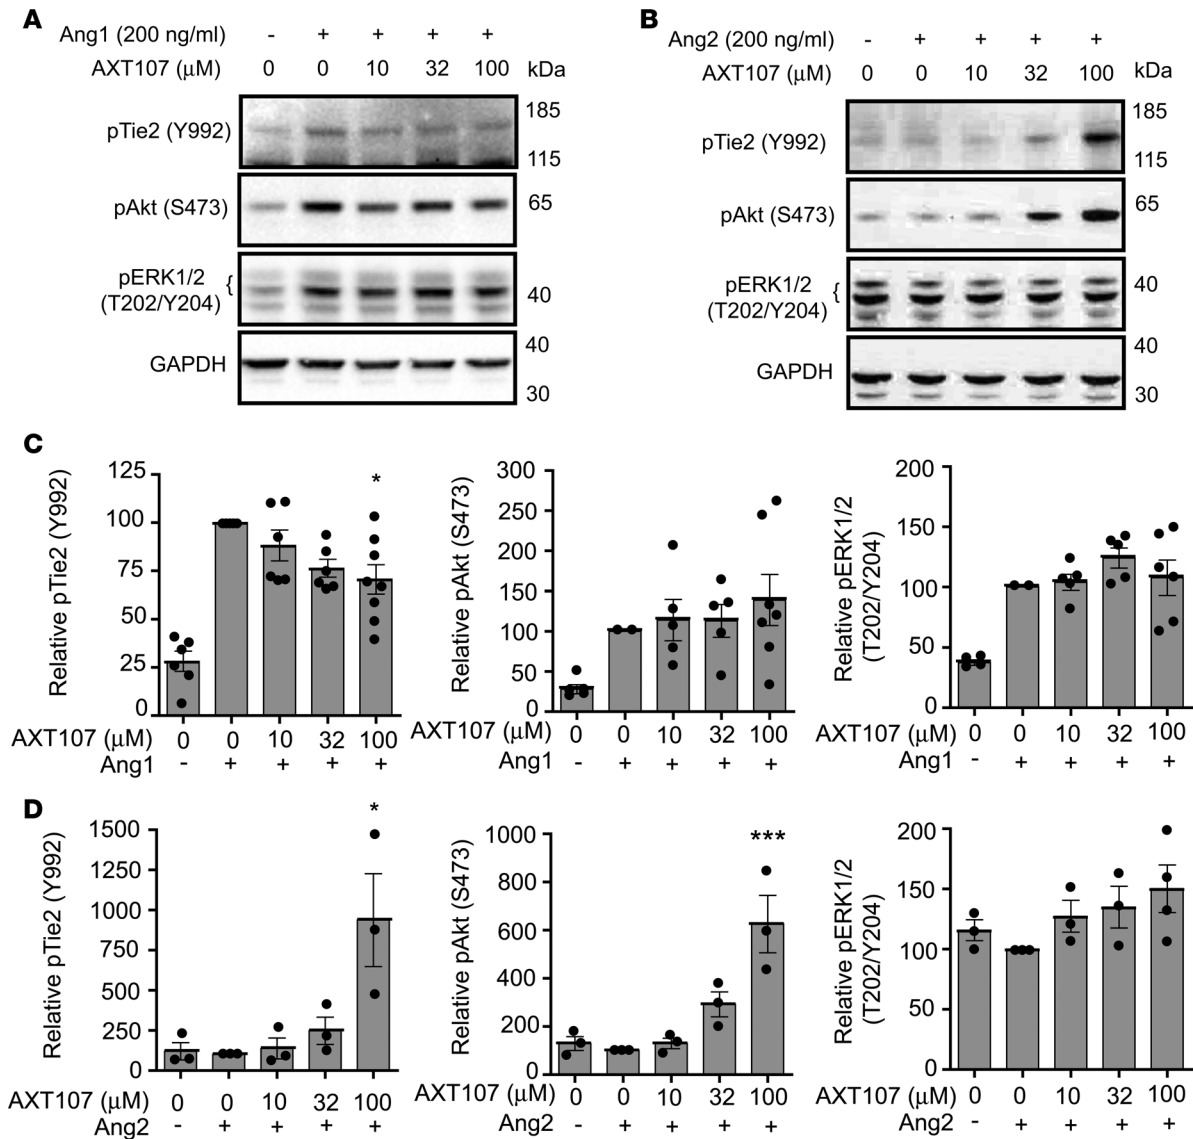 A
Ang1 (200 ng/ml) - + + + +
AXT107 (μM) 0 0 10 32 100 kDa
pTie2 (Y992)
185
115
pAkt (S473)
65
pERK1/2 {
(T202/Y204)
40
GAPDH
40
30
B
Ang2 (200 ng/ml) - + + + +
AXT107 (μM) 0 0 10 32 100 kDa
pTie2 (Y992)
185
115
pAkt (S473)
65
pERK1/2 {
(T202/Y204)
40
GAPDH
40
30
C
Relative pTie2 (Y992)
125
100
75
50
25
0
*
AXT107 (μM) 0 0 10 32 100
Ang1 - + + + +
Relative pAkt (S473)
300
250
200
150
100
50
0
AXT107 (μM) 0 0 10 32 100
Ang1 - + + + +
Relative pERK1/2
(T202/Y204)
200
150
100
50
0
AXT107 (μM) 0 0 10 32 100
Ang1 - + + + +
D
Relative pTie2 (Y992)
1500
1250
1000
750
500
250
0
*
AXT107 (μM) 0 0 10 32 100
Ang2 - + + + +
Relative pAkt (S473)
1000
800
600
400
200
0
***
AXT107 (μM) 0 0 10 32 100
Ang2 - + + + +
Relative pERK1/2
(T202/Y204)
200
150
100
50
0
AXT107 (μM) 0 0 10 32 100
Ang2 - + + + +